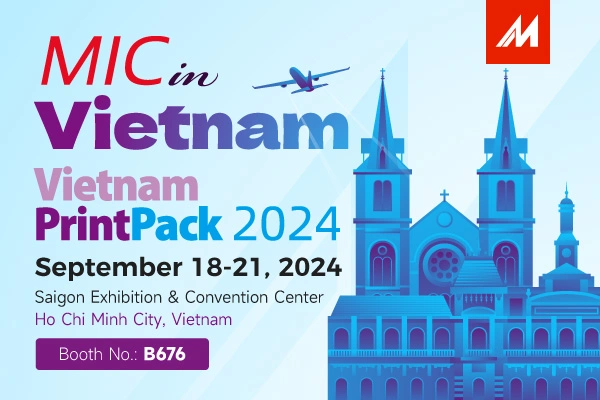 MIC in
Vietnam
Vietnam
PrintPack 2024
September 18-21, 2024
Saigon Exhibition & Convention Center
Ho Chi Minh City, Vietnam
Booth No.: B676